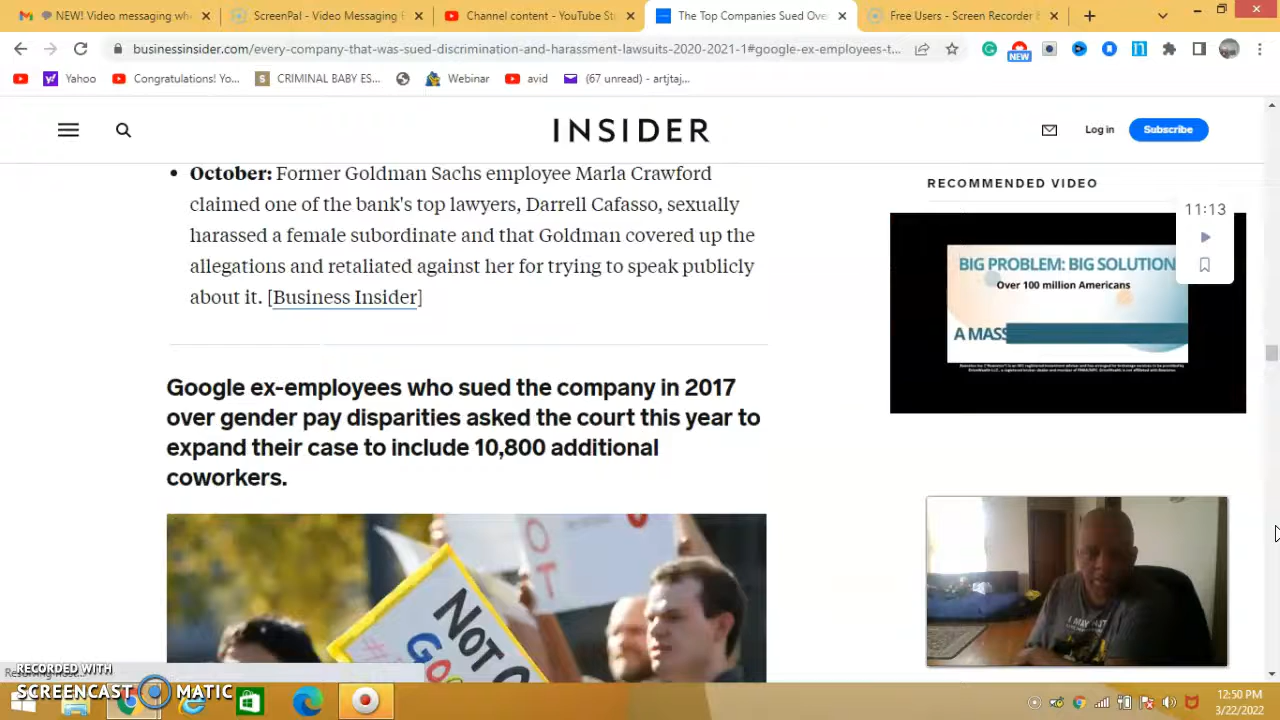 NEW! Video messaging wh
ScreenPal - Video Messaging
Channel content - YouTube St
The Top Companies Sued Ove
Free Users - Screen Recorder
businessinsider.com/every-company-that-was-sued-discrimination-and-harassment-lawsuits-2020-2021-1#google-ex-employees-t...
NEW
Yahoo
Congratulations! Yo...
CRIMINAL BABY ES...
Webinar
avid
(67 unread) - artjtaj...
INSIDER
Log in
Subscribe
• October: Former Goldman Sachs employee Marla Crawford
claimed one of the bank's top lawyers, Darrell Cafasso, sexually
harassed a female subordinate and that Goldman covered up the
allegations and retaliated against her for trying to speak publicly
about it. [Business Insider]
RECOMMENDED VIDEO
11:13
BIG PROBLEM: BIG SOLUTION
Over 100 million Americans
A MASS
Google ex-employees who sued the company in 2017
over gender pay disparities asked the court this year to
expand their case to include 10,800 additional
coworkers.
NOT
I MAY NOT
RECORDED WITH
SCREENCAST MATIC
12:50 PM
3/22/2022